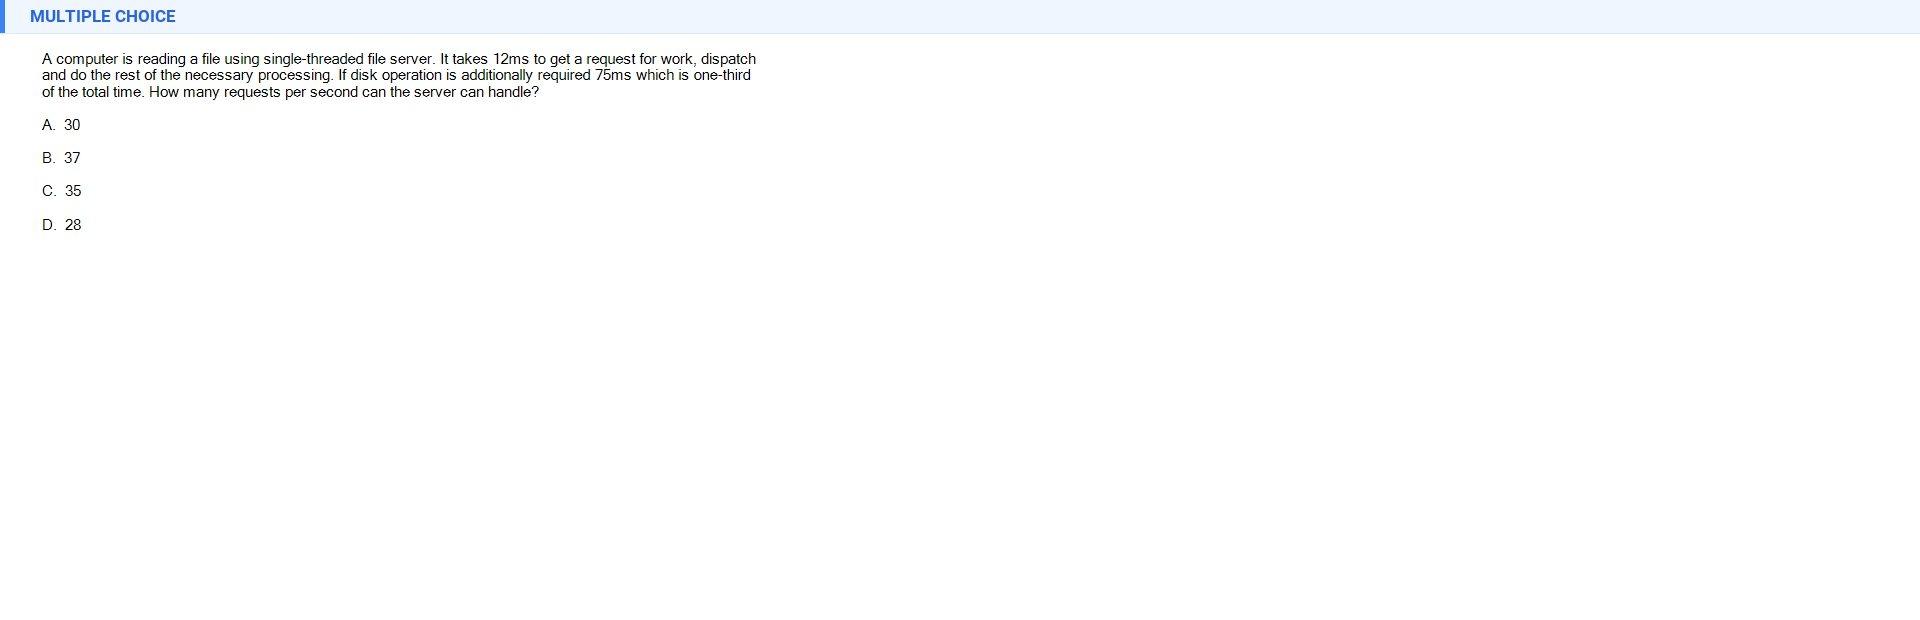 MULTIPLE CHOICE
A computer is reading a file using single-threaded file server. It takes 12ms to get a request for work, dispatch
and do the rest of the necessary processing. If disk operation is additionally required 75ms which is one-third
of the total time. How many requests per second can the server can handle?
A. 30
B. 37
C. 35
D. 28